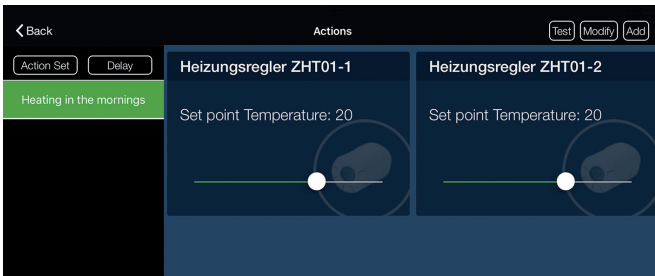 Back
Actions
Test Modify Add
Action Set Delay
Heating in the mornings
Heizungsregler ZHT01-1
Set point Temperature: 20
Heizungsregler ZHT01-2
Set point Temperature: 20